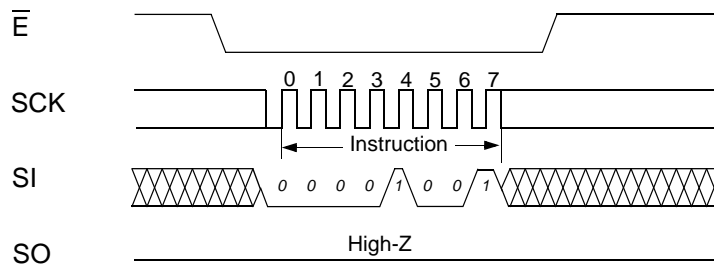 E
SCK
0 1 2 3 4 5 6 7
Instruction
SI
0 0 0 0 1 0 0 1
High-Z
SO